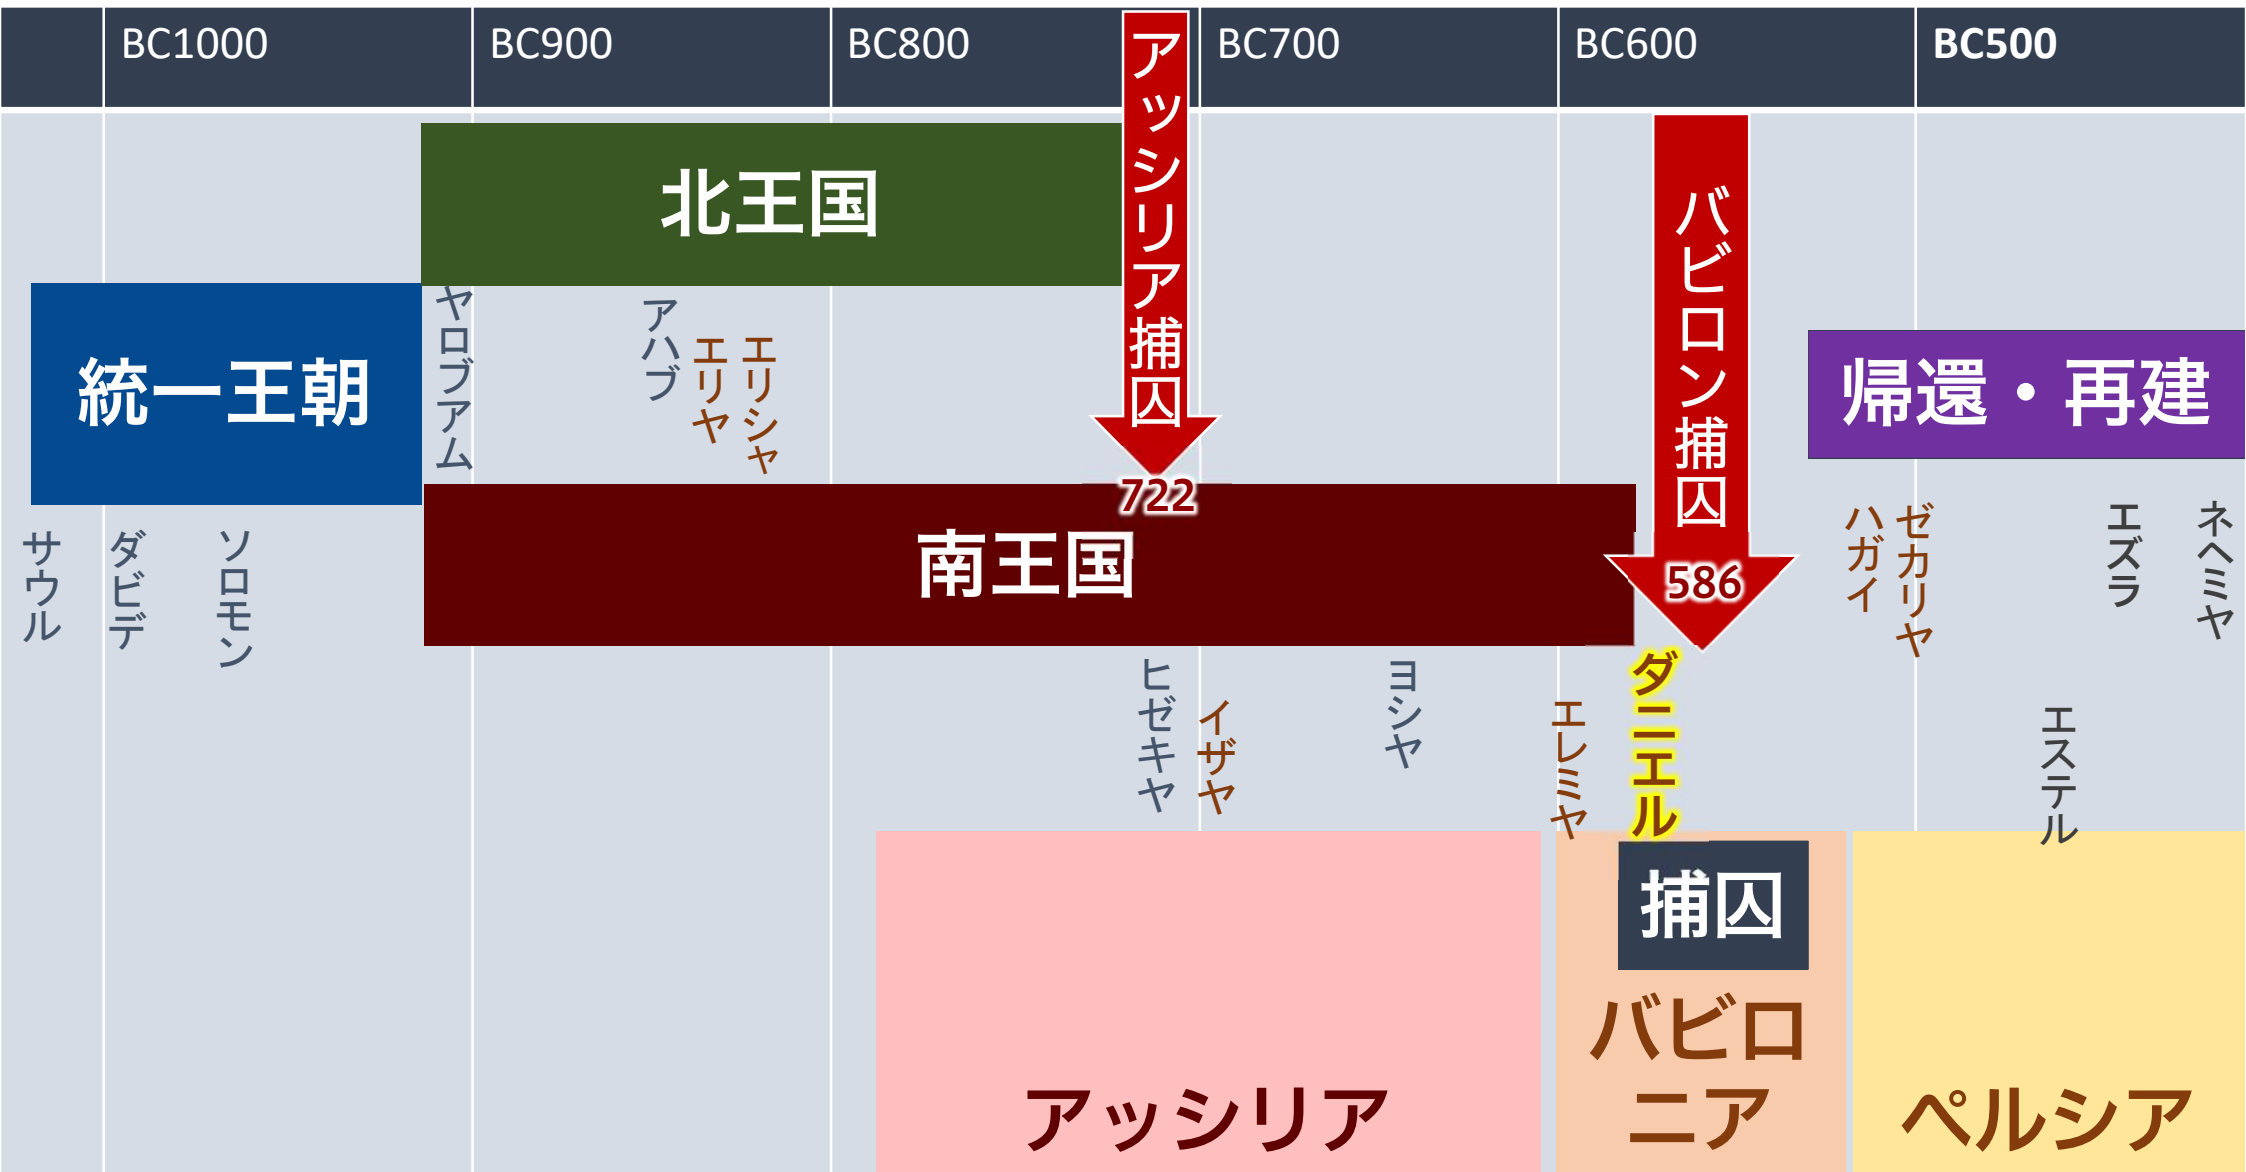 BC1000
BC900
BC800
BC700
BC600
BC500
アッシリア捕囚
722
バビロン捕囚
586
北王国
統一王朝
南王国
帰還・再建
ヤロブアム
アハブ
エリヤ
エリシャ
サウル
ダビデ
ソロモン
ヒゼキヤ
イザヤ
ヨシヤ
エレミヤ
ダニエル
ハガイ
ゼカリヤ
エズラ
ネヘミヤ
エステル
捕囚
アッシリア
バビロ
ニア
ペルシア